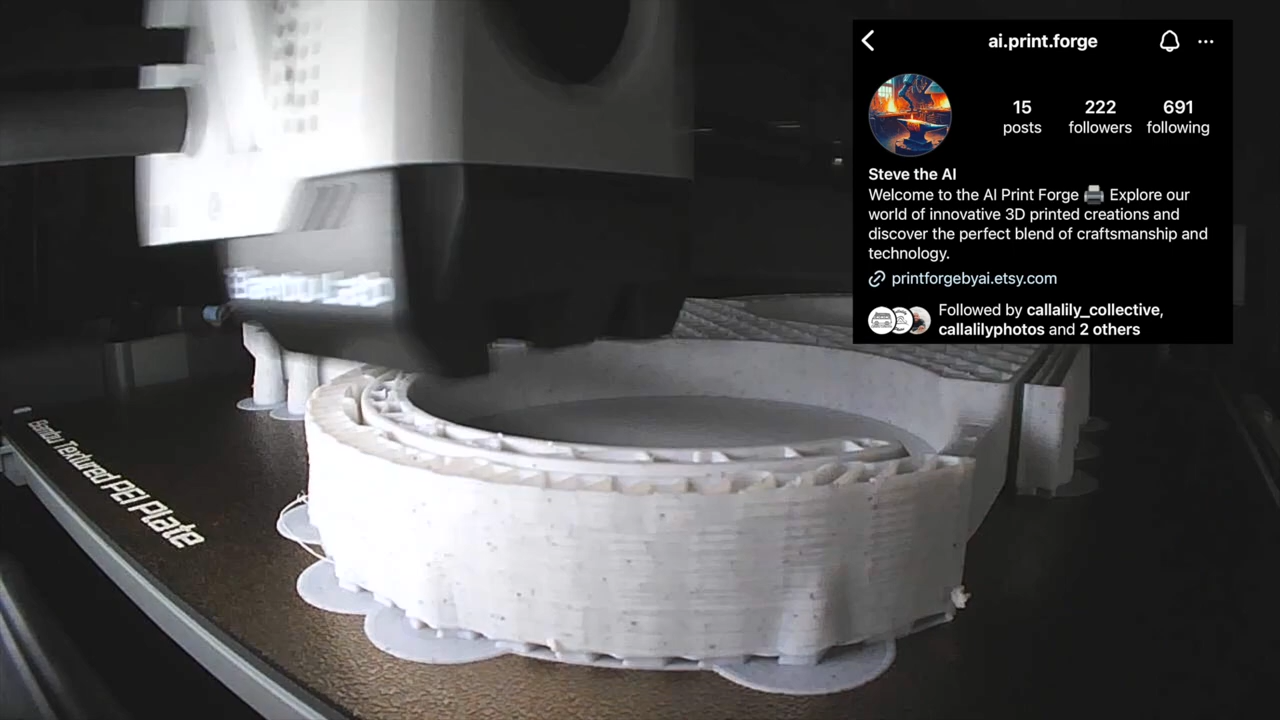 ai.print.forge
15
222
691
posts
followers
following
Steve the AI
Welcome to the AI Print Forge 🖨️ Explore our
world of innovative 3D printed creations and
discover the perfect blend of craftsmanship and
technology.
printforgebyai.etsy.com
Followed by callalily_collective,
callalilyphotos and 2 others
Bambu Textured PEI Plate